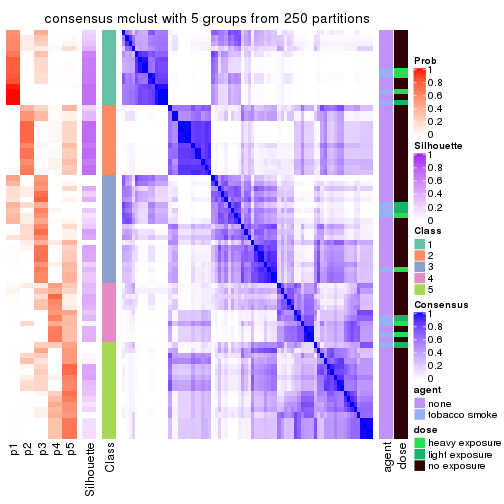 consensus mclust with 5 groups from 250 partitions
Prob
1
0.8
0.6
0.4
0.2
0
Silhouette
1
0.8
0.6
0.4
0.2
0
Class
1
2
3
4
5
Consensus
1
0.8
0.6
0.4
0.2
0
agent
none
tobacco smoke
dose
heavy exposure
light exposure
no exposure
p1
p2
p3
p4
p5
Silhouette
Class
agent
dose